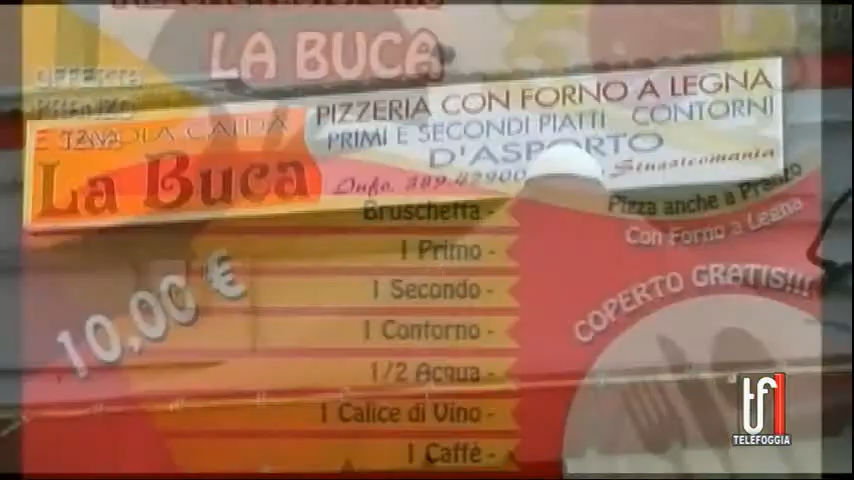 LA BUCA
OFFERTA
PRANZO
E TAVOLA CALDA
La Buca
PIZZERIA CON FORNO A LEGNA
PRIMI E SECONDI PIATTI CONTORNI
D'ASPORTO
Info.
Bruschetta -
1 Primo -
1 Secondo -
1 Contorno -
1/2 Acqua -
1 Calice di Vino -
1 Caffè -
10,00 €
Pizza anche a Pranzo
Con Forno a Legna
COPERTO GRATIS!!!
tf1
TELEFOGGIA